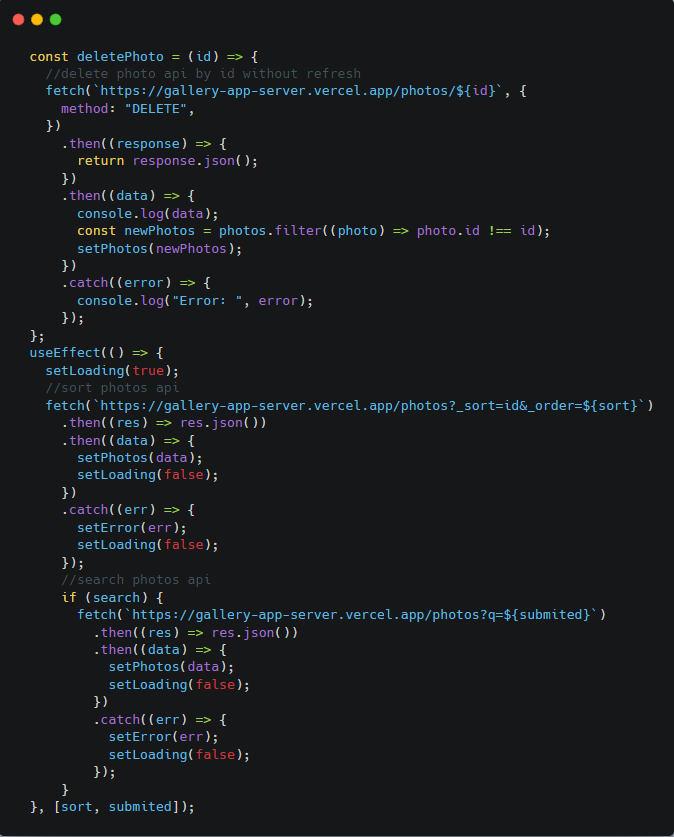 const deletePhoto = (id) => {
  //delete photo api by id without refresh
  fetch(`https://gallery-app-server.vercel.app/photos/${id}`, {
    method: "DELETE",
  })
    .then((response) => {
      return response.json();
    })
    .then((data) => {
      console.log(data);
      const newPhotos = photos.filter((photo) => photo.id !== id);
      setPhotos(newPhotos);
    })
    .catch((error) => {
      console.log("Error: ", error);
    });
};
useEffect(() => {
  setLoading(true);
  //sort photos api
  fetch(`https://gallery-app-server.vercel.app/photos?_sort=id&_order=${sort}`)
    .then((res) => res.json())
    .then((data) => {
      setPhotos(data);
      setLoading(false);
    })
    .catch((err) => {
      setError(err);
      setLoading(false);
    });
    //search photos api
    if (search) {
      fetch(`https://gallery-app-server.vercel.app/photos?q=${submited}`)
        .then((res) => res.json())
        .then((data) => {
          setPhotos(data);
          setLoading(false);
        })
        .catch((err) => {
          setError(err);
          setLoading(false);
        });
    }
}, [sort, submited]);